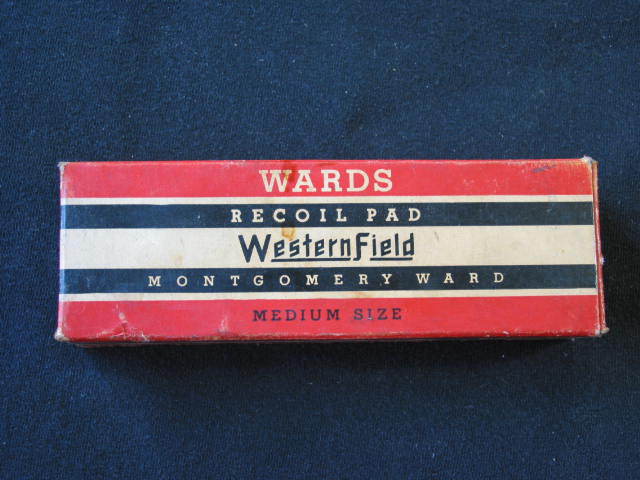 WARDS
RECOIL PAD
WesternField
MONTGOMERY WARD
MEDIUM SIZE